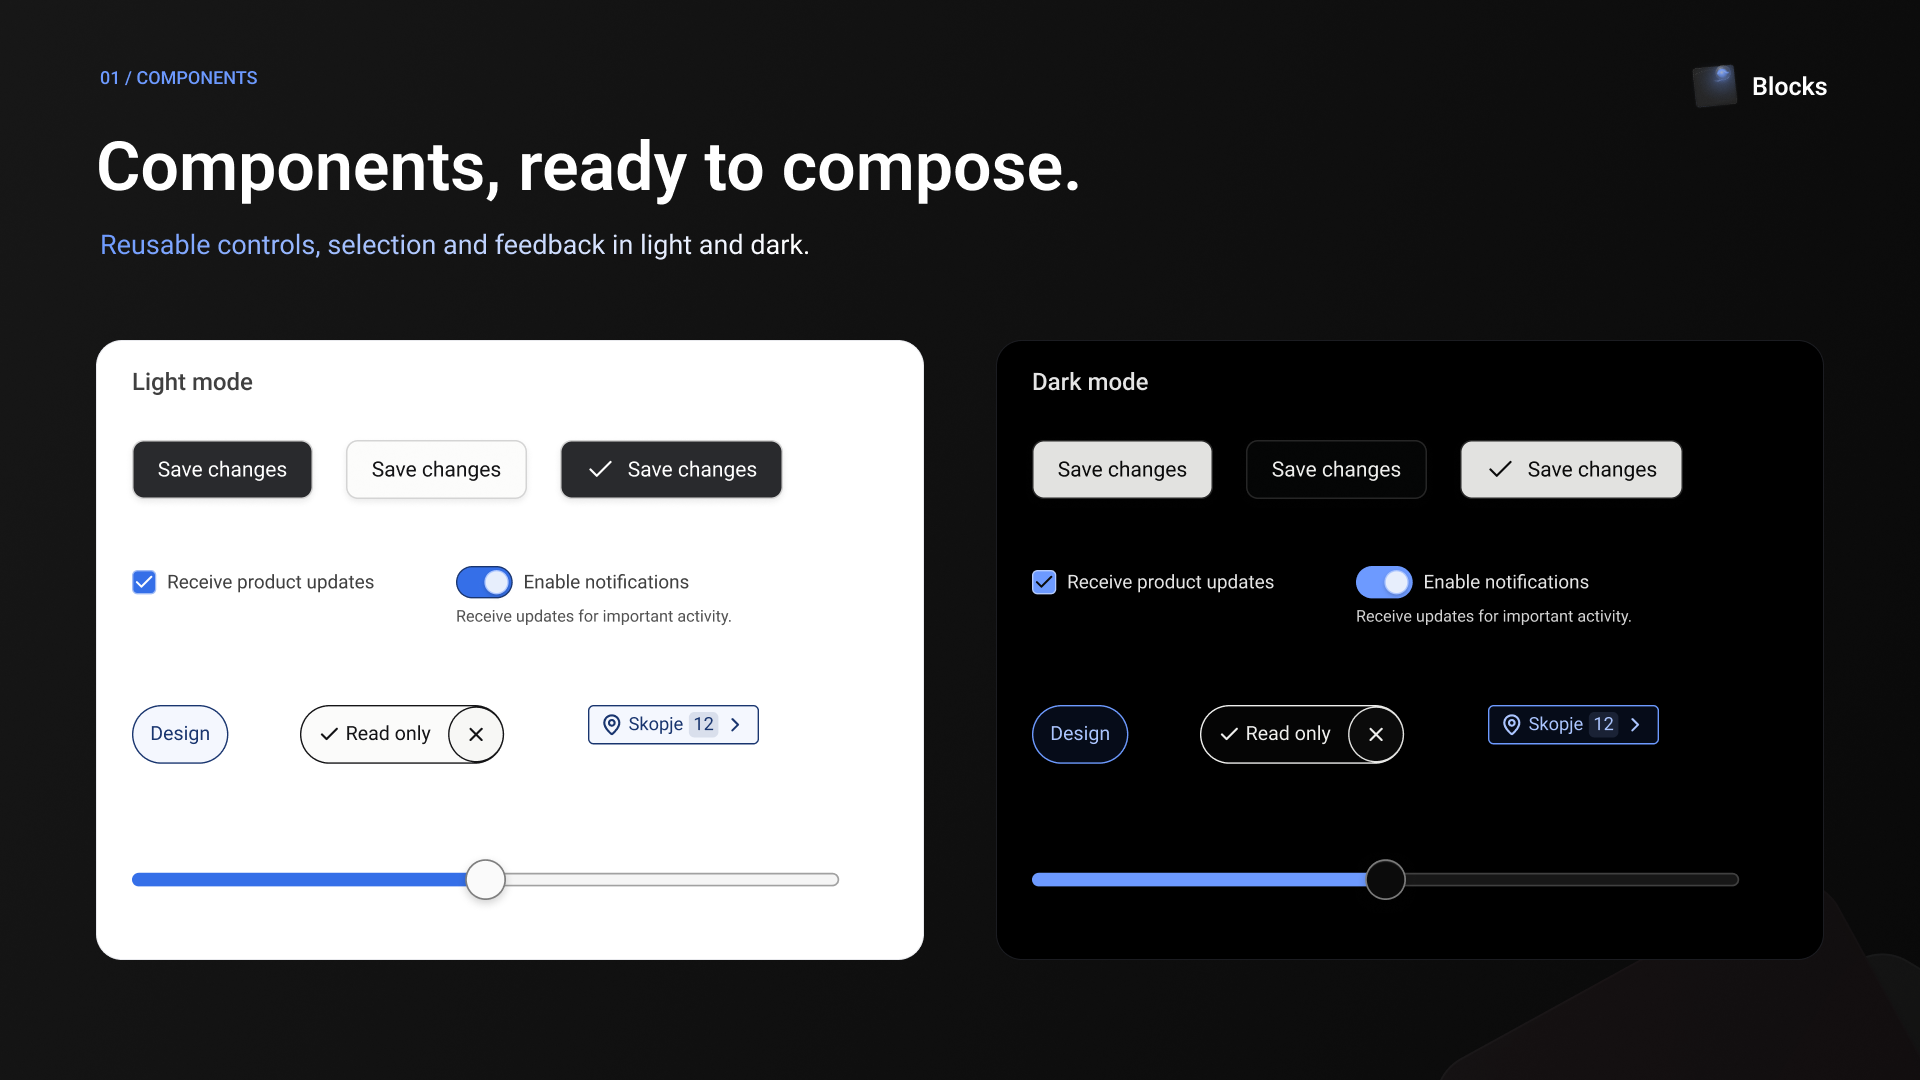 01 / COMPONENTS
Blocks
Components, ready to compose.
Reusable controls, selection and feedback in light and dark.
Light mode
Save changes
Save changes
Save changes
Receive product updates
Enable notifications
Receive updates for important activity.
Design
Read only
Skopje 12
Dark mode
Save changes
Save changes
Save changes
Receive product updates
Enable notifications
Receive updates for important activity.
Design
Read only
Skopje 12